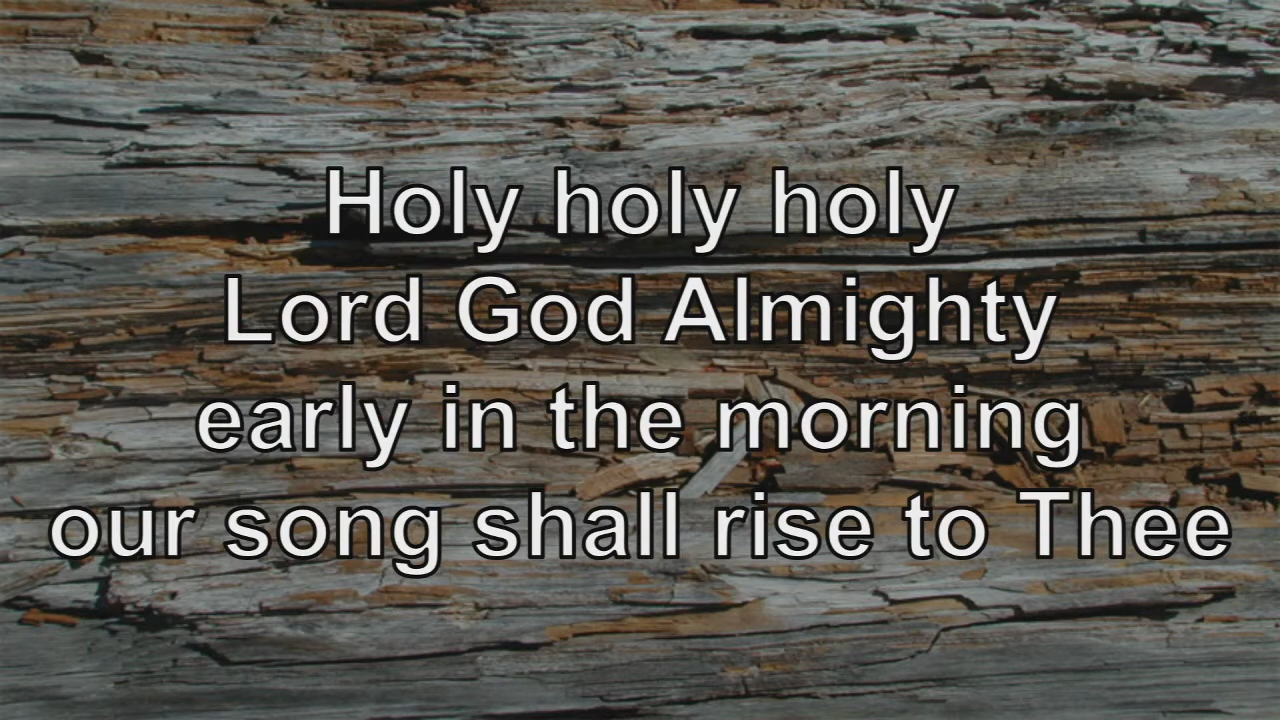 Holy holy holy
Lord God Almighty
early in the morning
our song shall rise to Thee